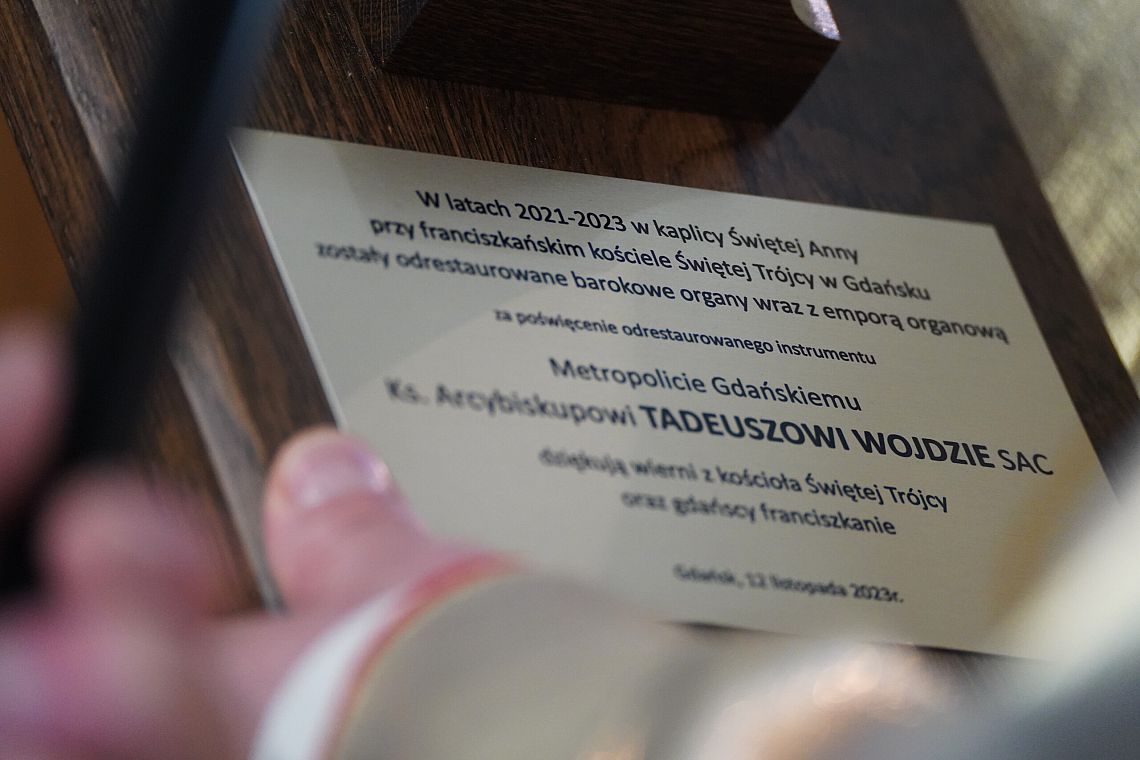 W latach 2021-2023 w kaplicy Świętej Anny
przy franciszkańskim kościele Świętej Trójcy w Gdańsku
zostały odrestaurowane barokowe organy wraz z emporą organową
za poświęcenie odrestaurowanego instrumentu
Metropolicie Gdańskiemu
Ks. Arcybiskupowi TADEUSZOWI WOJDZIE SAC
dziękują wierni z kościoła Świętej Trójcy
oraz gdańscy franciszkanie
Gdańsk, 12 listopada 2023r.